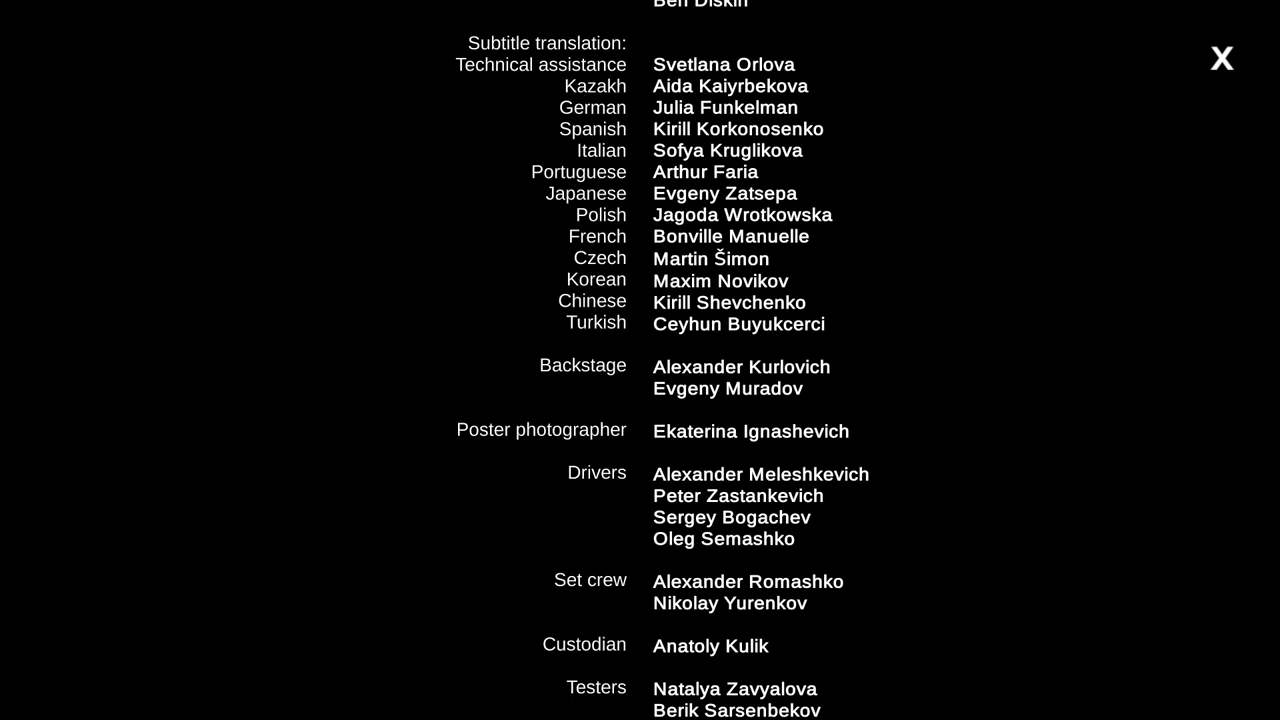 Ben Diskin
Subtitle translation:
X
Technical assistance Svetlana Orlova
Kazakh Aida Kaiyrbekova
German Julia Funkelman
Spanish Kirill Korkonosenko
Italian Sofya Kruglikova
Portuguese Arthur Faria
Japanese Evgeny Zatsepa
Polish Jagoda Wrotkowska
French Bonville Manuelle
Czech Martin Šimon
Korean Maxim Novikov
Chinese Kirill Shevchenko
Turkish Ceyhun Buyukcerci
Backstage Alexander Kurlovich
Evgeny Muradov
Poster photographer Ekaterina Ignashevich
Drivers Alexander Meleshkevich
Peter Zastankevich
Sergey Bogachev
Oleg Semashko
Set crew Alexander Romashko
Nikolay Yurenkov
Custodian Anatoly Kulik
Testers Natalya Zavyalova
Berik Sarsenbekov